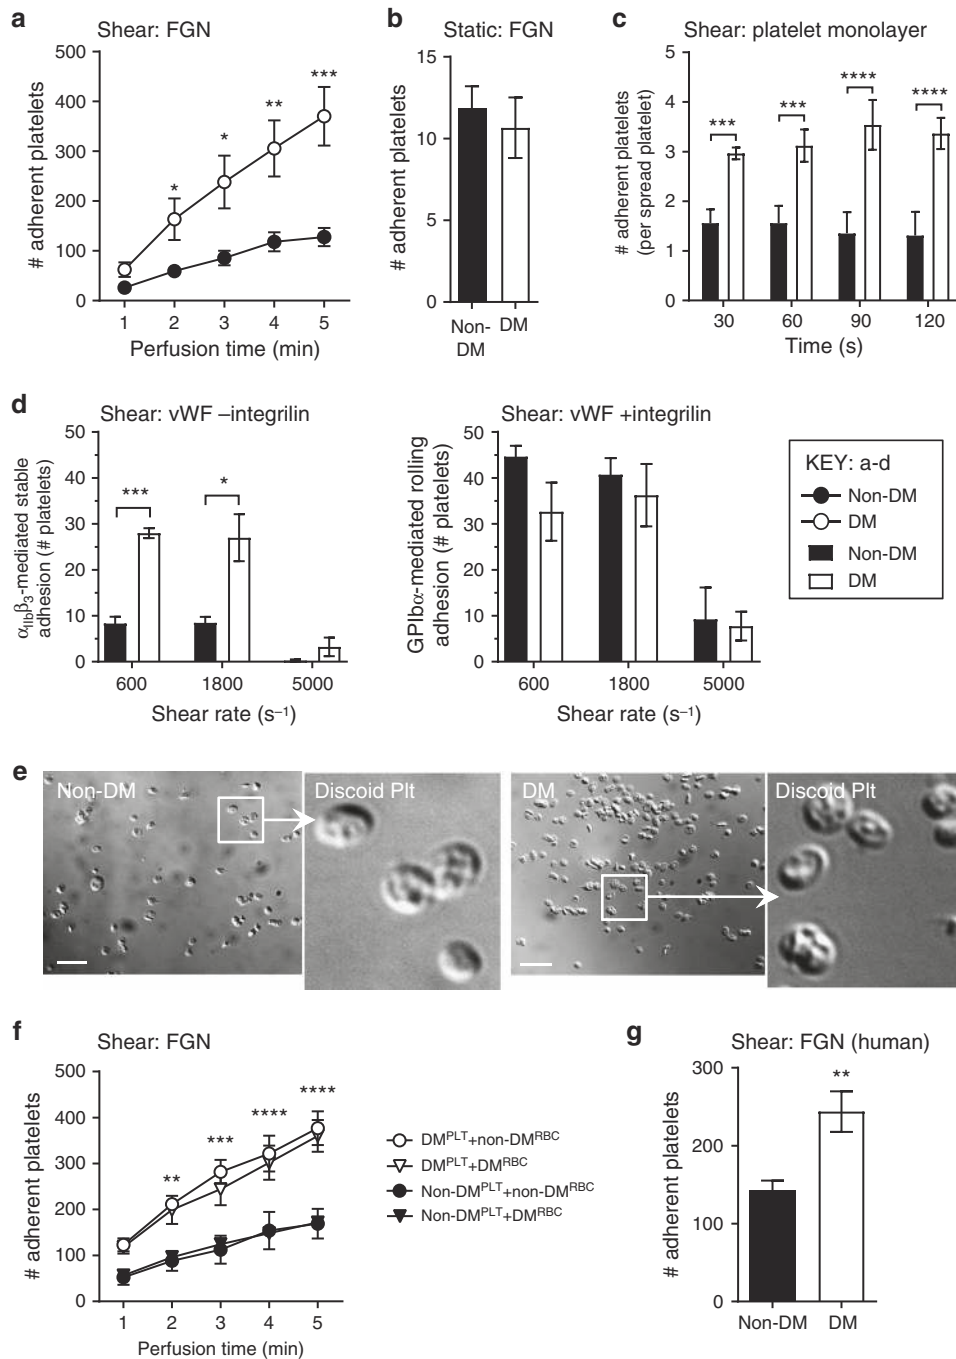 a
Shear: FGN
# adherent platelets
500
400
300
200
100
0
*
*
**
***
1 2 3 4 5
Perfusion time (min)
b
Static: FGN
# adherent platelets
15
10
5
0
Non-DM
DM
c
Shear: platelet monolayer
# adherent platelets
(per spread platelet)
5
4
3
2
1
0
***
***
****
****
30 60 90 120
Time (s)
d
Shear: vWF –integrilin
αIIbβ3-mediated stable
adhesion (# platelets)
50
40
30
20
10
0
***
*
600 1800 5000
Shear rate (s–1)
Shear: vWF +integrilin
GPIbα-mediated rolling
adhesion (# platelets)
50
40
30
20
10
0
600 1800 5000
Shear rate (s–1)
KEY: a-d
Non-DM
DM
Non-DM
DM
e
Non-DM
Discoid Plt
DM
Discoid Plt
f
Shear: FGN
# adherent platelets
500
400
300
200
100
0
**
***
****
****
1 2 3 4 5
Perfusion time (min)
DMPLT+non-DMRBC
DMPLT+DMRBC
Non-DMPLT+non-DMRBC
Non-DMPLT+DMRBC
g
Shear: FGN (human)
# adherent platelets
300
200
100
0
**
Non-DM DM